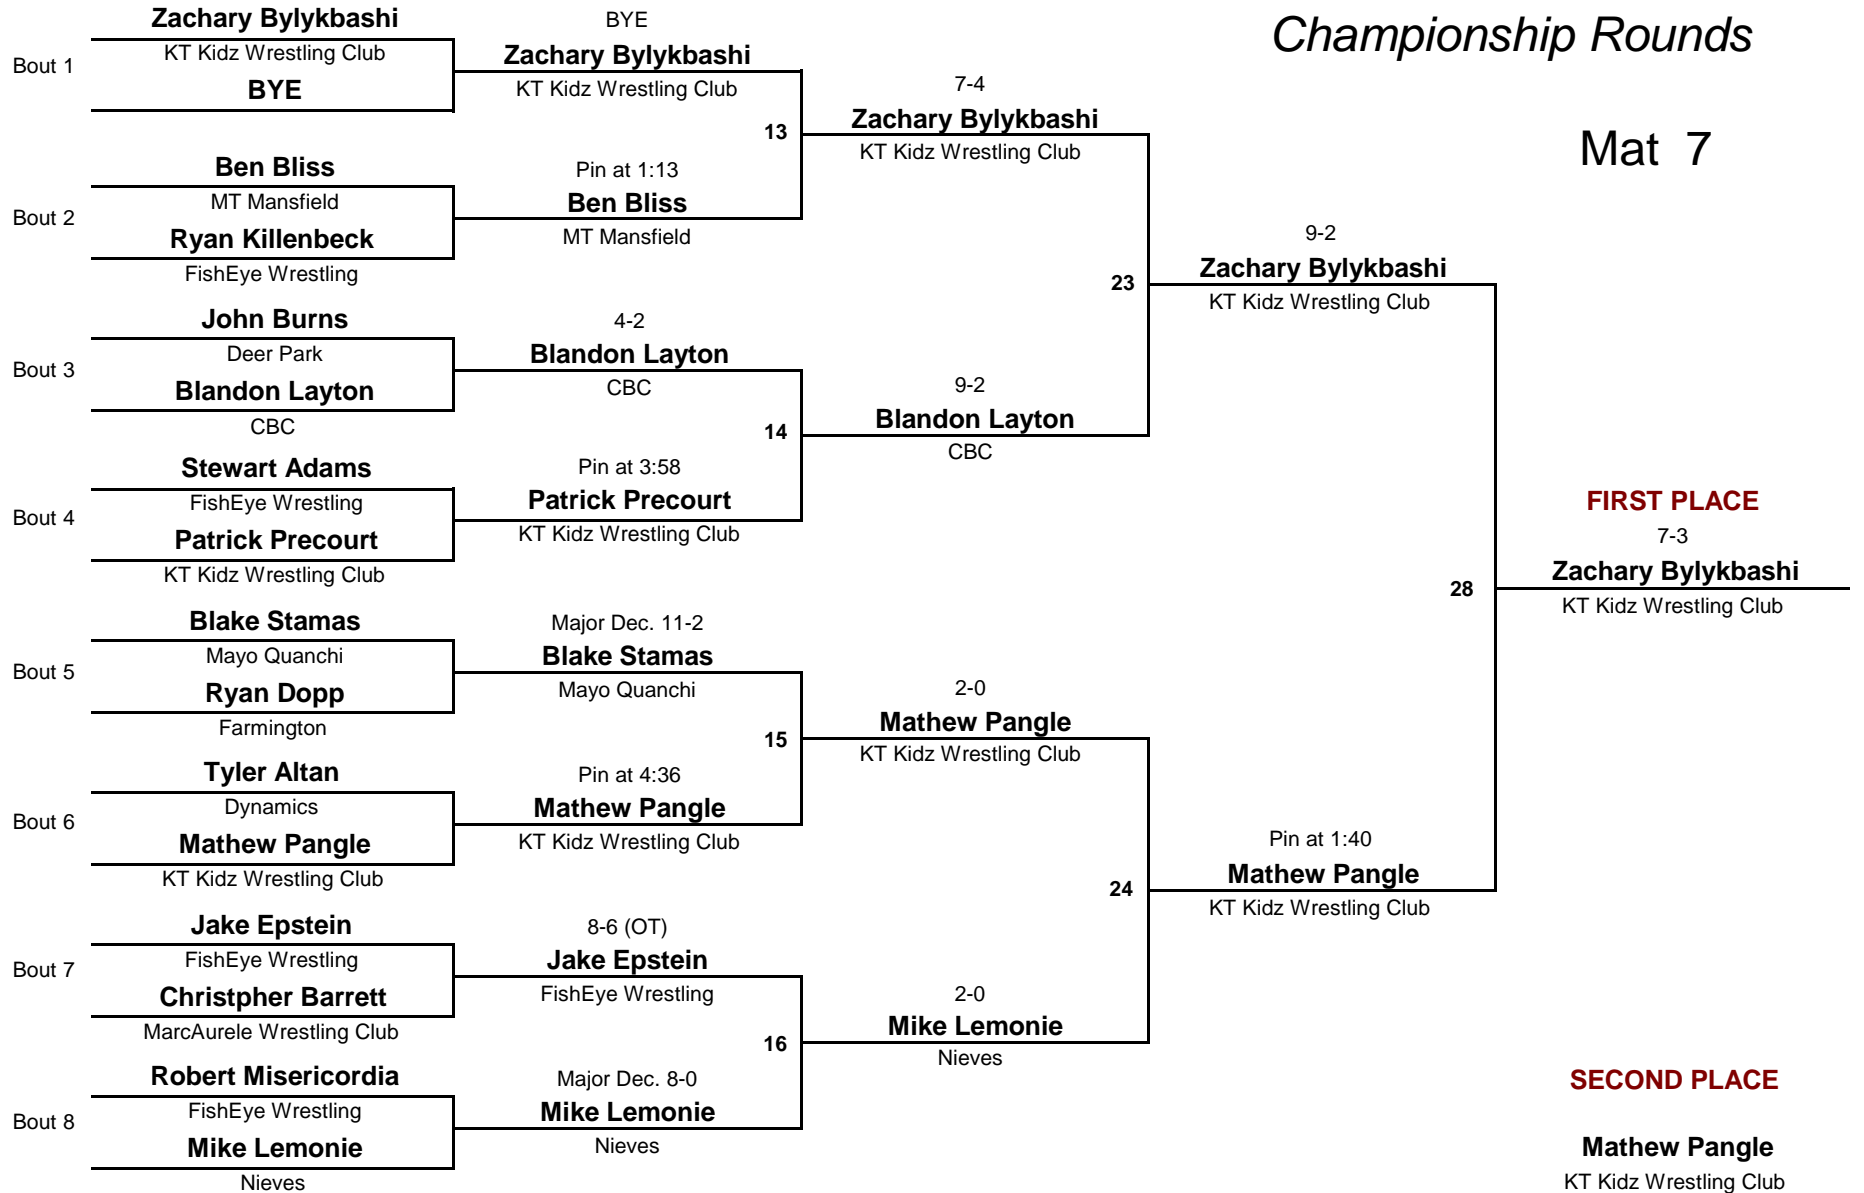 Championship Rounds
Mat 7
Bout 1
Zachary Bylykbashi
KT Kidz Wrestling Club
BYE
Bout 2
Ben Bliss
MT Mansfield
Ryan Killenbeck
FishEye Wrestling
Bout 3
John Burns
Deer Park
Blandon Layton
CBC
Bout 4
Stewart Adams
FishEye Wrestling
Patrick Precourt
KT Kidz Wrestling Club
Bout 5
Blake Stamas
Mayo Quanchi
Ryan Dopp
Farmington
Bout 6
Tyler Altan
Dynamics
Mathew Pangle
KT Kidz Wrestling Club
Bout 7
Jake Epstein
FishEye Wrestling
Christpher Barrett
MarcAurele Wrestling Club
Bout 8
Robert Misericordia
FishEye Wrestling
Mike Lemonie
Nieves
BYE
Zachary Bylykbashi
KT Kidz Wrestling Club
13
Pin at 1:13
Ben Bliss
MT Mansfield
4-2
Blandon Layton
CBC
14
Pin at 3:58
Patrick Precourt
KT Kidz Wrestling Club
Major Dec. 11-2
Blake Stamas
Mayo Quanchi
15
Pin at 4:36
Mathew Pangle
KT Kidz Wrestling Club
8-6 (OT)
Jake Epstein
FishEye Wrestling
16
Major Dec. 8-0
Mike Lemonie
Nieves
7-4
Zachary Bylykbashi
KT Kidz Wrestling Club
23
9-2
Blandon Layton
CBC
2-0
Mathew Pangle
KT Kidz Wrestling Club
24
2-0
Mike Lemonie
Nieves
9-2
Zachary Bylykbashi
KT Kidz Wrestling Club
28
Pin at 1:40
Mathew Pangle
KT Kidz Wrestling Club
FIRST PLACE
7-3
Zachary Bylykbashi
KT Kidz Wrestling Club
SECOND PLACE
Mathew Pangle
KT Kidz Wrestling Club